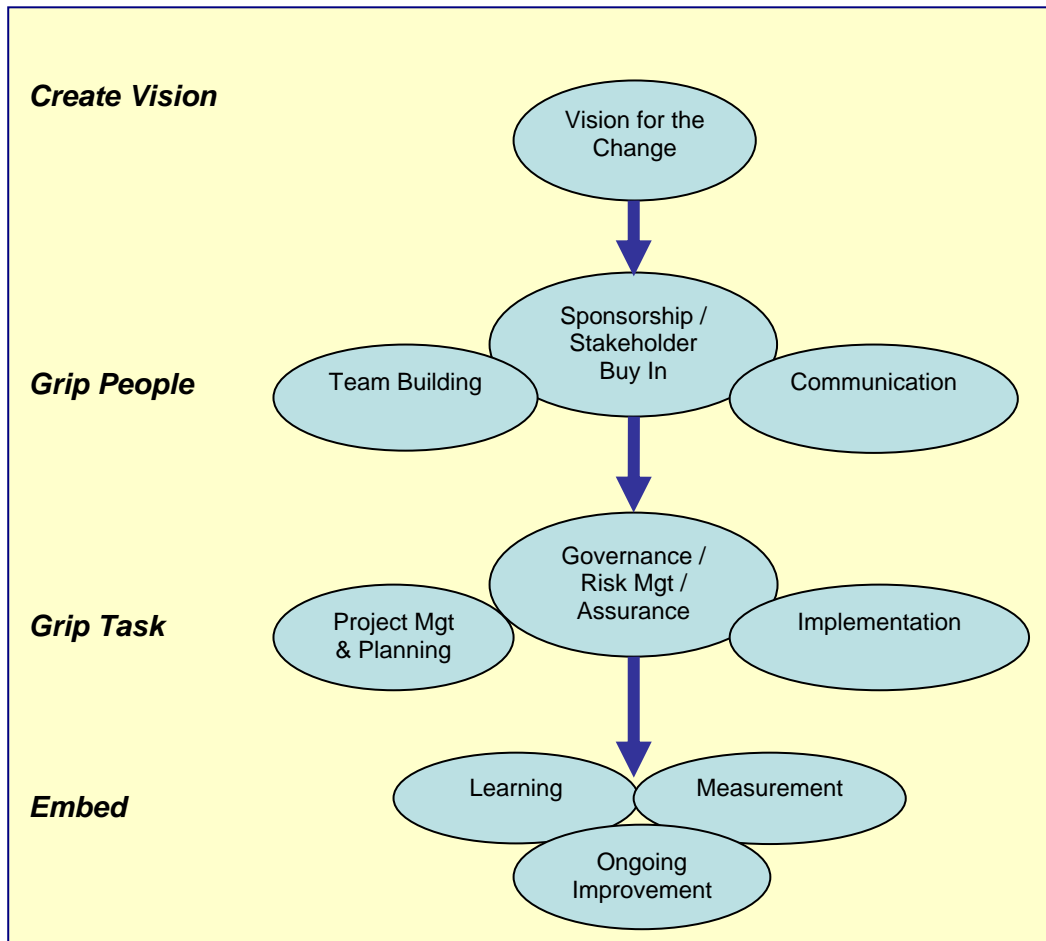 Create Vision
Vision for the
Change
Sponsorship /
Stakeholder
Buy In
Grip People
Team Building
Communication
Governance /
Risk Mgt /
Assurance
Grip Task
Project Mgt
& Planning
Implementation
Embed
Learning
Measurement
Ongoing
Improvement